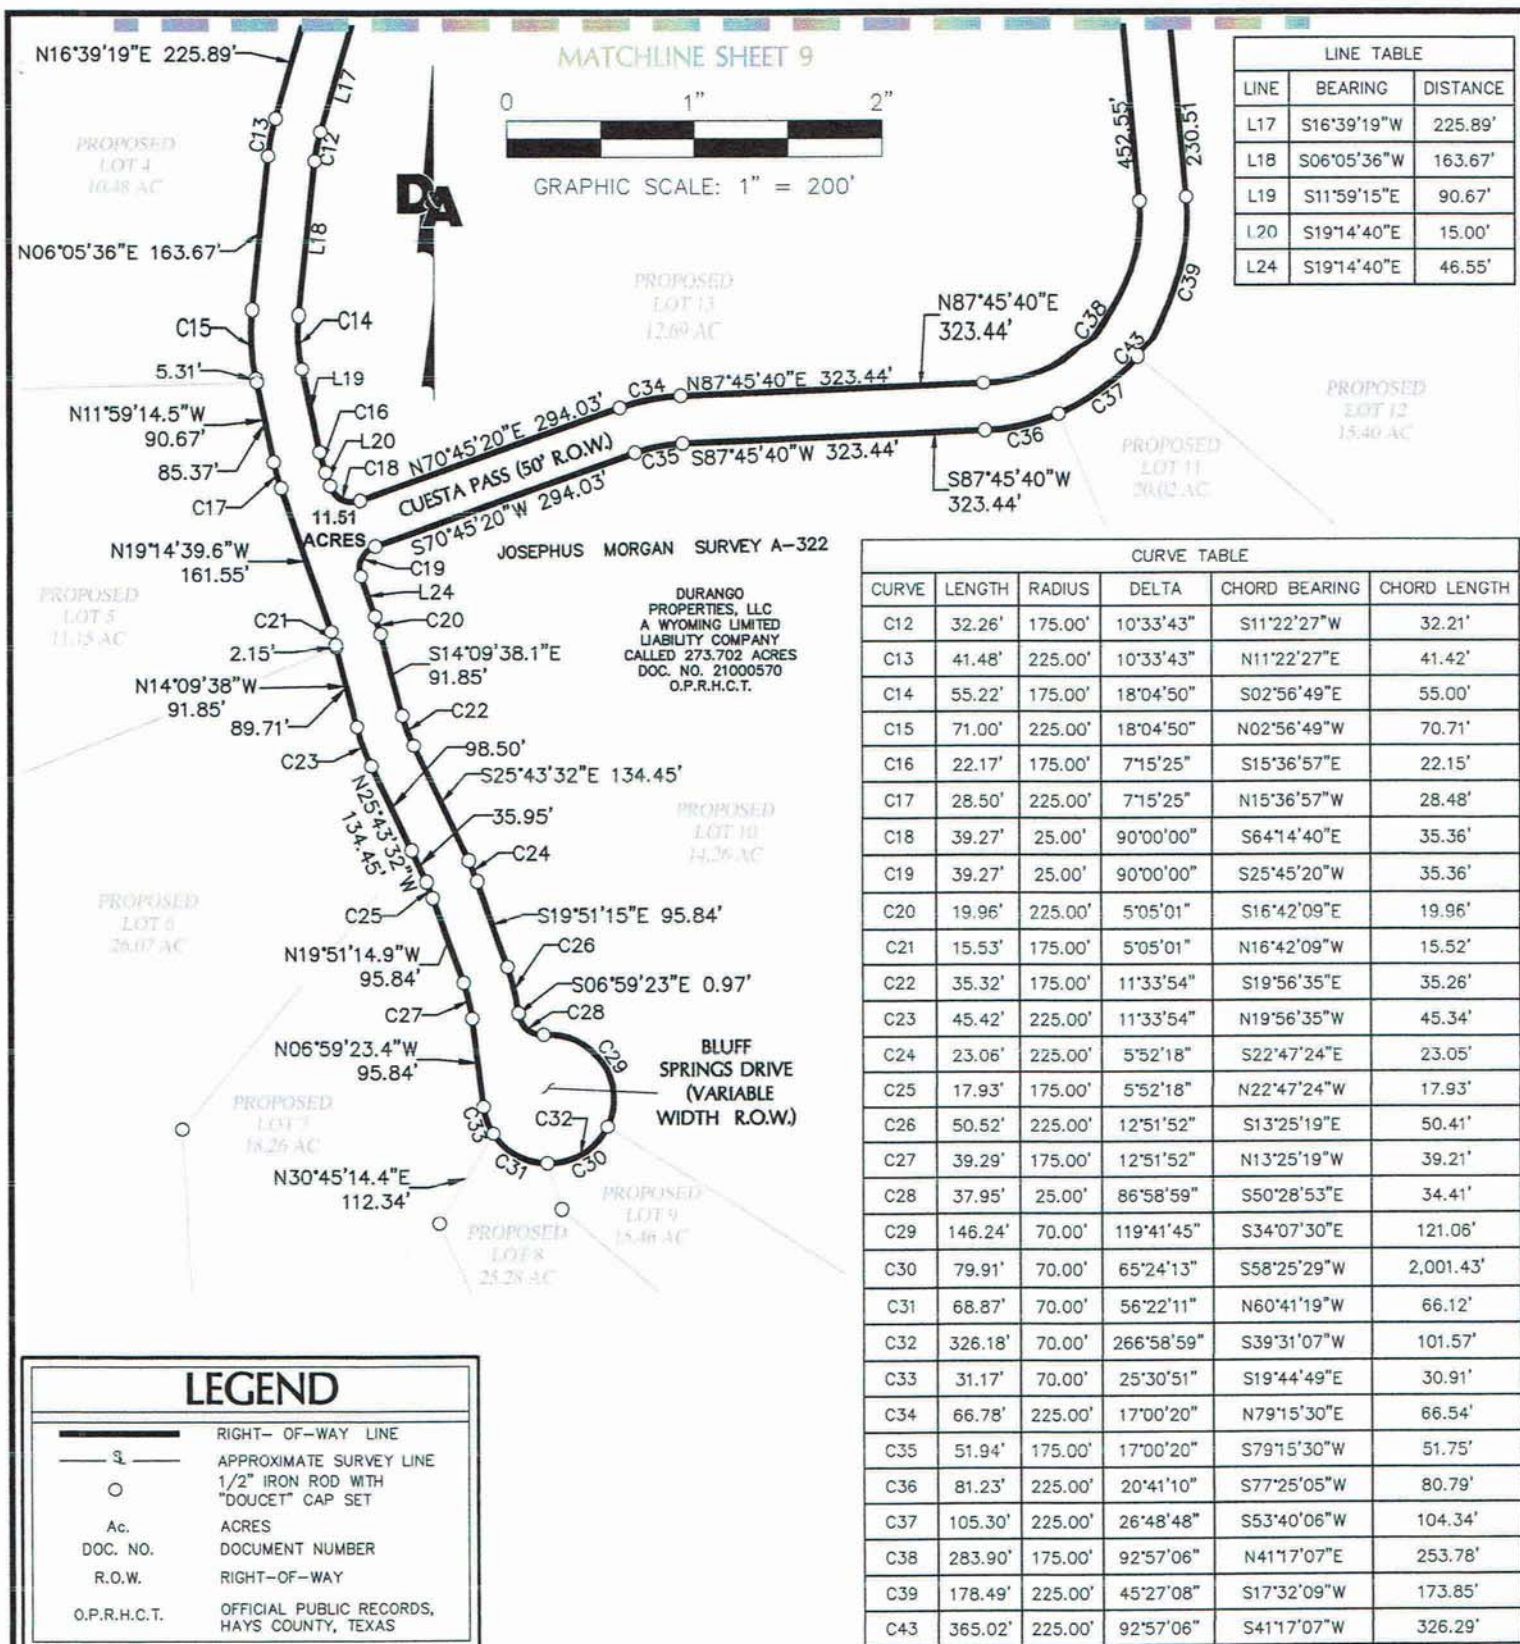 MATCHLINE SHEET 9
0 1" 2"
GRAPHIC SCALE: 1" = 200'
D&A
N16°39'19"E 225.89'
L17
C13
C12
PROPOSED
LOT 4
10.48 AC
N06°05'36"E 163.67'
L18
C15
C14
5.31'
L19
N11°59'14.5"W
90.67'
C16
L20
85.37'
C18
C17
11.51
ACRES
N19°14'39.6"W
161.55'
PROPOSED
LOT 5
11.15 AC
C19
L24
C21
C20
2.15'
S14°09'38.1"E
91.85'
N14°09'38"W
91.85'
89.71'
C22
C23
98.50'
S25°43'32"E 134.45'
N25°43'32"W
134.45'
35.95'
C24
PROPOSED
LOT 10
14.26 AC
PROPOSED
LOT 6
26.07 AC
C25
S19°51'15"E 95.84'
N19°51'14.9"W
95.84'
C26
S06°59'23"E 0.97'
C28
C27
C29
N06°59'23.4"W
95.84'
BLUFF
SPRINGS DRIVE
(VARIABLE
WIDTH R.O.W.)
PROPOSED
LOT 7
18.26 AC
C33
C32
C31
C30
N30°45'14.4"E
112.34'
PROPOSED
LOT 9
15.46 AC
PROPOSED
LOT 8
25.28 AC
PROPOSED
LOT 13
12.69 AC
452.55'
230.51
C39
C38
C43
C37
C36
N87°45'40"E
323.44'
C34
N87°45'40"E 323.44'
N70°45'20"E 294.03'
CUESTA PASS (50' R.O.W.)
S70°45'20"W 294.03'
C35
S87°45'40"W 323.44'
S87°45'40"W
323.44'
PROPOSED
LOT 12
15.40 AC
PROPOSED
LOT 11
20.02 AC
JOSEPHUS MORGAN SURVEY A-322
DURANGO
PROPERTIES, LLC
A WYOMING LIMITED
LIABILITY COMPANY
CALLED 273.702 ACRES
DOC. NO. 21000570
O.P.R.H.C.T.
LINE TABLE
LINE BEARING DISTANCE
L17 S16°39'19"W 225.89'
L18 S06°05'36"W 163.67'
L19 S11°59'15"E 90.67'
L20 S19°14'40"E 15.00'
L24 S19°14'40"E 46.55'
CURVE TABLE
CURVE LENGTH RADIUS DELTA CHORD BEARING CHORD LENGTH
C12 32.26' 175.00' 10°33'43" S11°22'27"W 32.21'
C13 41.48' 225.00' 10°33'43" N11°22'27"E 41.42'
C14 55.22' 175.00' 18°04'50" S02°56'49"E 55.00'
C15 71.00' 225.00' 18°04'50" N02°56'49"W 70.71'
C16 22.17' 175.00' 7°15'25" S15°36'57"E 22.15'
C17 28.50' 225.00' 7°15'25" N15°36'57"W 28.48'
C18 39.27' 25.00' 90°00'00" S64°14'40"E 35.36'
C19 39.27' 25.00' 90°00'00" S25°45'20"W 35.36'
C20 19.96' 225.00' 5°05'01" S16°42'09"E 19.96'
C21 15.53' 175.00' 5°05'01" N16°42'09"W 15.52'
C22 35.32' 175.00' 11°33'54" S19°56'35"E 35.26'
C23 45.42' 225.00' 11°33'54" N19°56'35"W 45.34'
C24 23.06' 225.00' 5°52'18" S22°47'24"E 23.05'
C25 17.93' 175.00' 5°52'18" N22°47'24"W 17.93'
C26 50.52' 225.00' 12°51'52" S13°25'19"E 50.41'
C27 39.29' 175.00' 12°51'52" N13°25'19"W 39.21'
C28 37.95' 25.00' 86°58'59" S50°28'53"E 34.41'
C29 146.24' 70.00' 119°41'45" S34°07'30"E 121.06'
C30 79.91' 70.00' 65°24'13" S58°25'29"W 2,001.43'
C31 68.87' 70.00' 56°22'11" N60°41'19"W 66.12'
C32 326.18' 70.00' 266°58'59" S39°31'07"W 101.57'
C33 31.17' 70.00' 25°30'51" S19°44'49"E 30.91'
C34 66.78' 225.00' 17°00'20" N79°15'30"E 66.54'
C35 51.94' 175.00' 17°00'20" S79°15'30"W 51.75'
C36 81.23' 225.00' 20°41'10" S77°25'05"W 80.79'
C37 105.30' 225.00' 26°48'48" S53°40'06"W 104.34'
C38 283.90' 175.00' 92°57'06" N41°17'07"E 253.78'
C39 178.49' 225.00' 45°27'08" S17°32'09"W 173.85'
C43 365.02' 225.00' 92°57'06" S41°17'07"W 326.29'
LEGEND
RIGHT- OF-WAY LINE
SL APPROXIMATE SURVEY LINE
1/2" IRON ROD WITH
"DOUCET" CAP SET
Ac. ACRES
DOC. NO. DOCUMENT NUMBER
R.O.W. RIGHT-OF-WAY
O.P.R.H.C.T. OFFICIAL PUBLIC RECORDS,
HAYS COUNTY, TEXAS